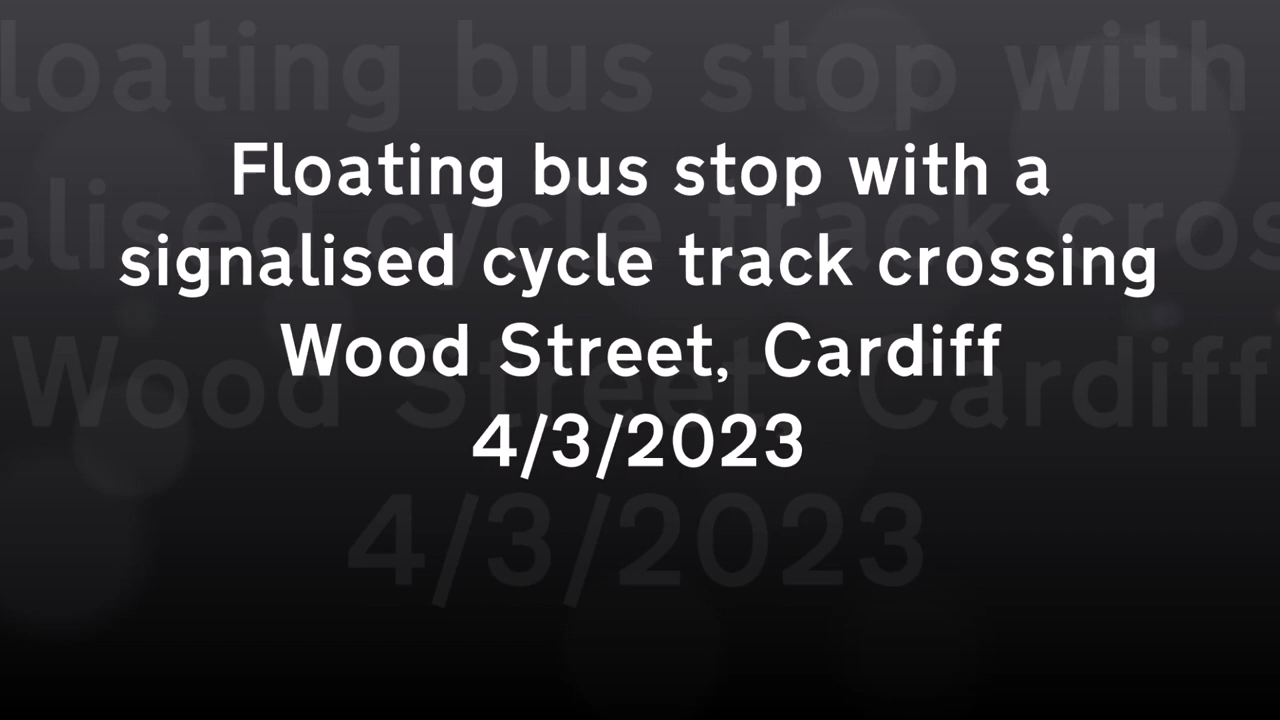 Floating bus stop with a
signalised cycle track crossing
Wood Street, Cardiff
4/3/2023